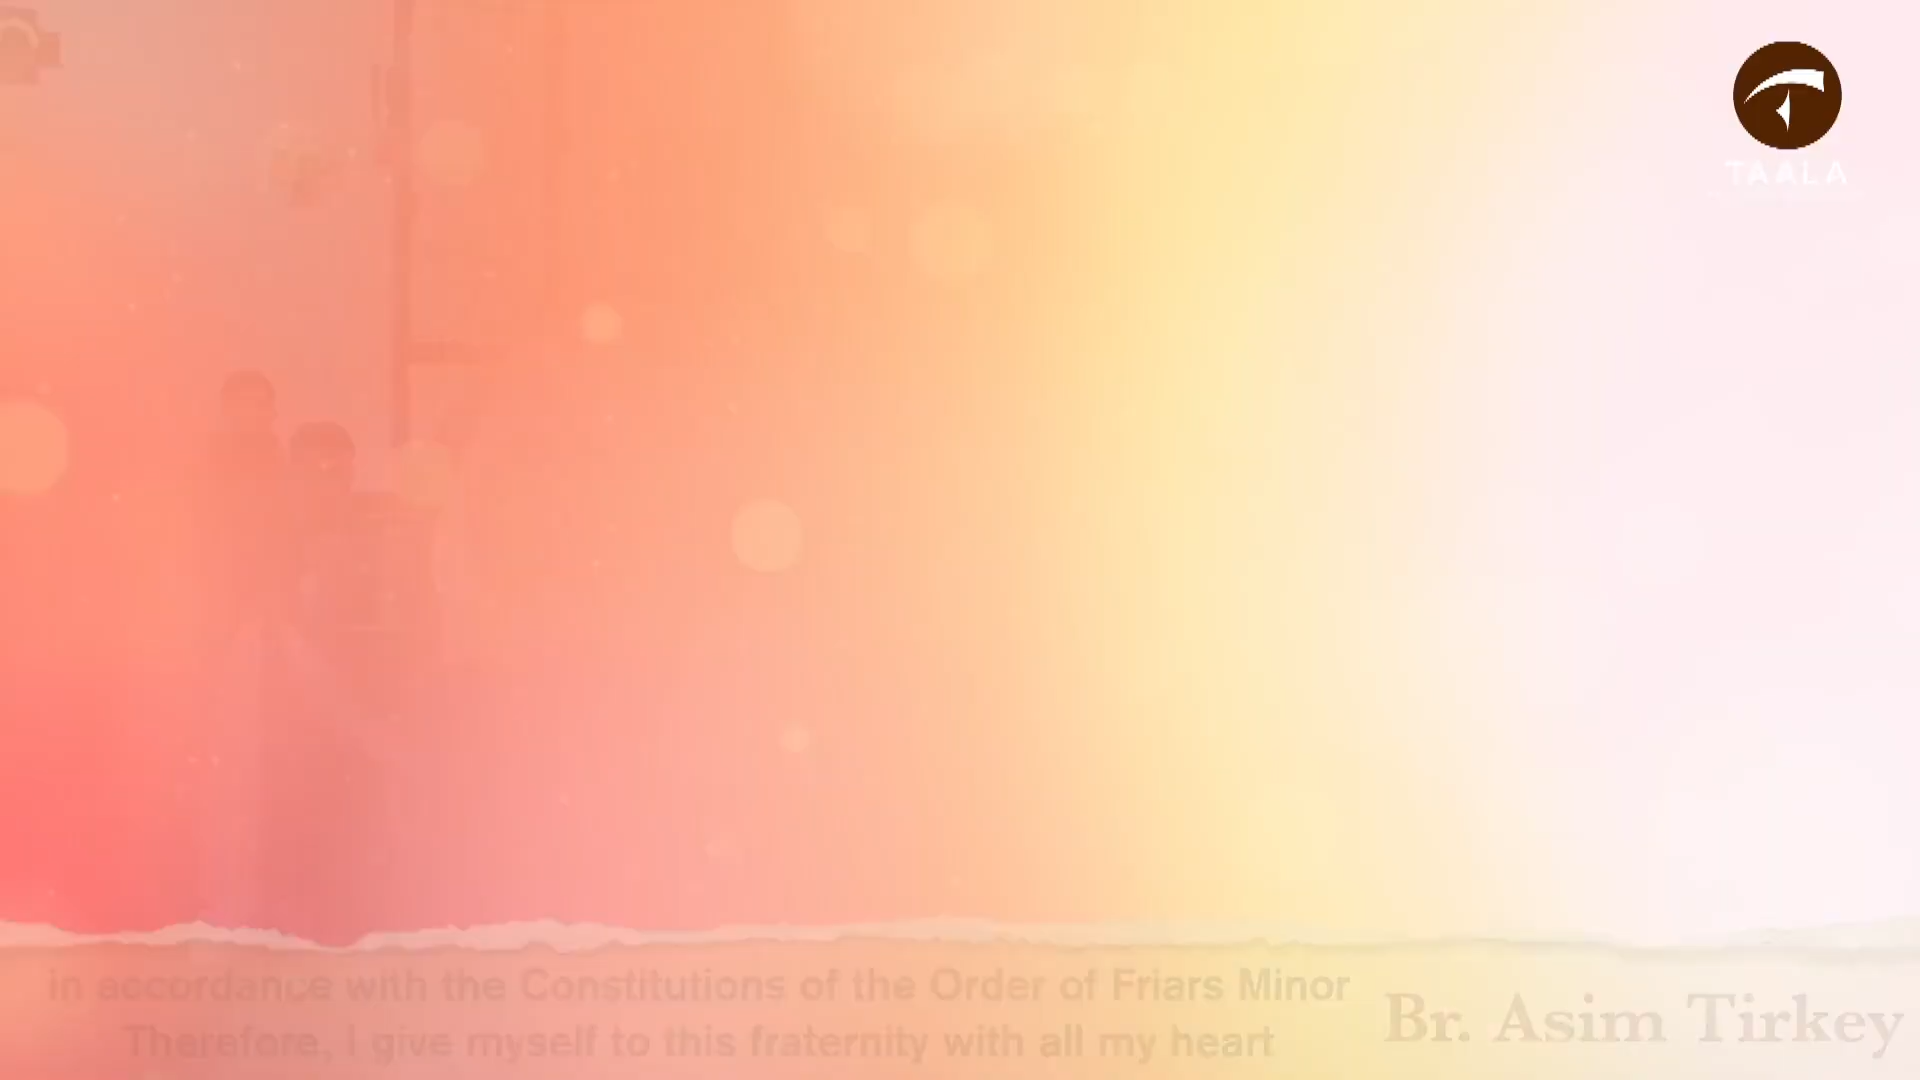 TAALA
in accordance with the Constitutions of the Order of Friars Minor
Therefore, I give myself to this fraternity with all my heart
Br. Asim Tirkey